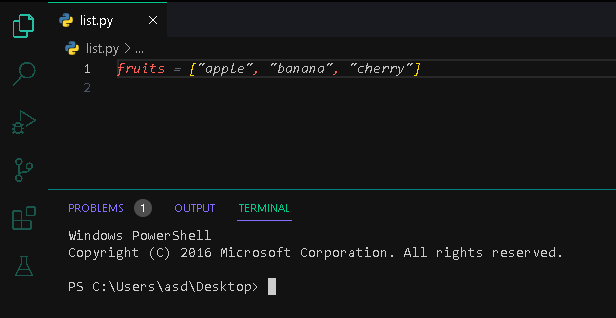 list.py
list.py > ...
1 fruits = ["apple", "banana", "cherry"]
2
PROBLEMS 1 OUTPUT TERMINAL
Windows PowerShell
Copyright (C) 2016 Microsoft Corporation. All rights reserved.
PS C:\Users\asd\Desktop>